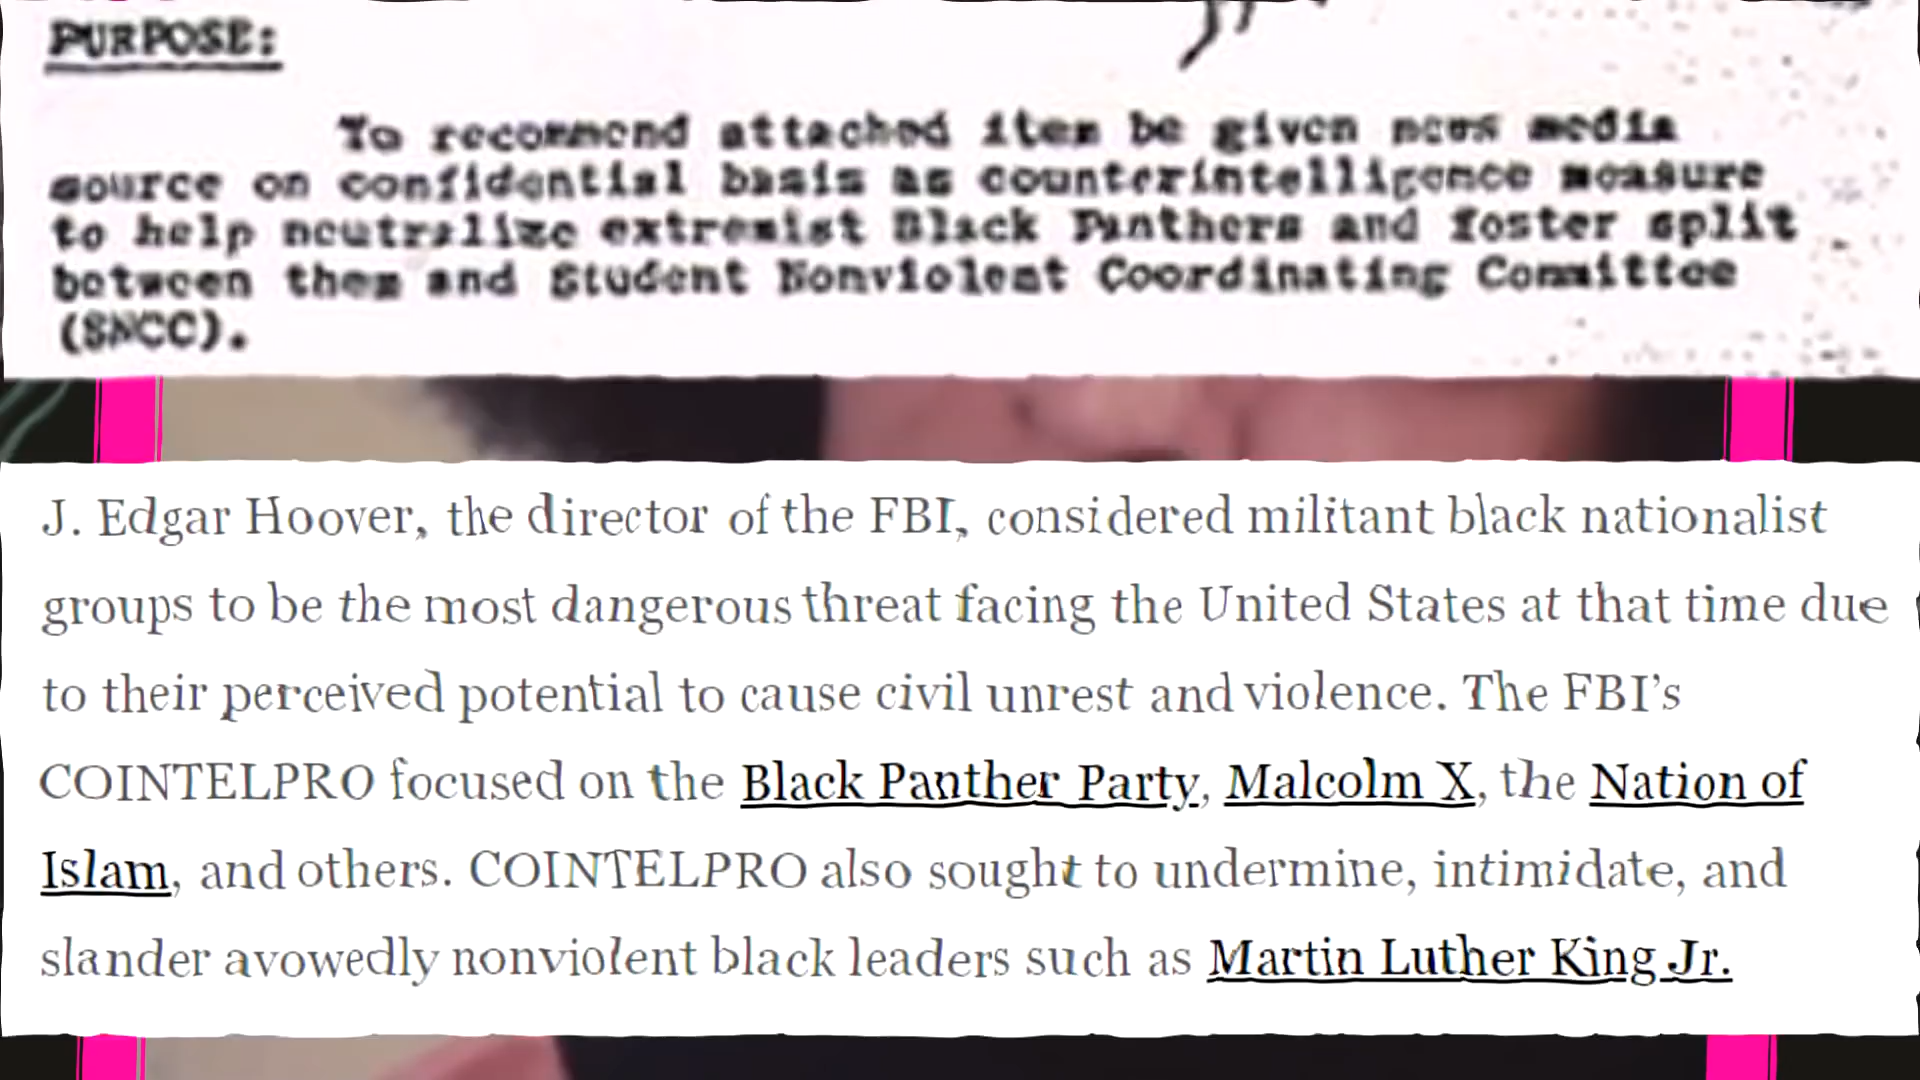 PURPOSE:
To recommend attached item be given news media
source on confidential basis as counterintelligence measure
to help neutralize extremist Black Panthers and foster split
between them and Student Nonviolent Coordinating Committee
(SNCC).
J. Edgar Hoover, the director of the FBI, considered militant black nationalist
groups to be the most dangerous threat facing the United States at that time due
to their perceived potential to cause civil unrest and violence. The FBI's
COINTELPRO focused on the Black Panther Party, Malcolm X, the Nation of
Islam, and others. COINTELPRO also sought to undermine, intimidate, and
slander avowedly nonviolent black leaders such as Martin Luther King Jr.